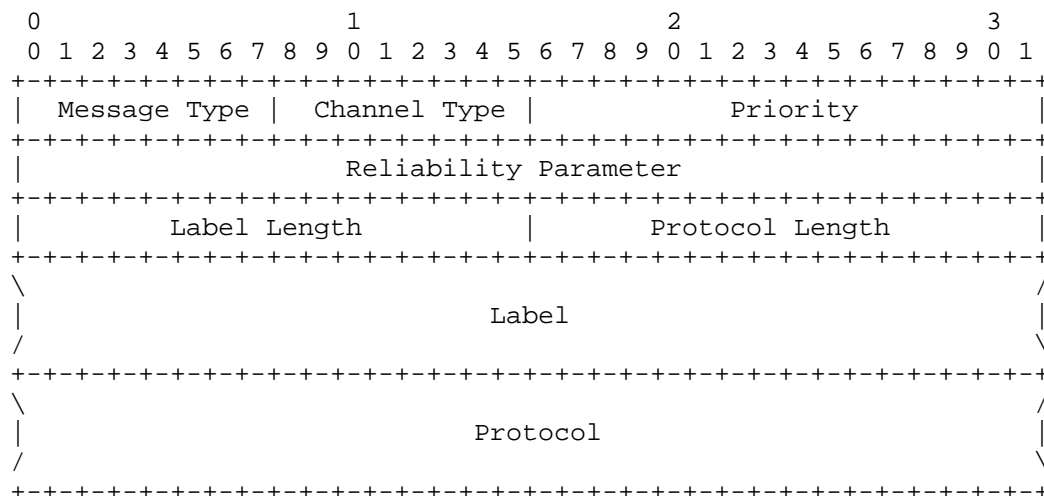 0                   1                   2                   3
 0 1 2 3 4 5 6 7 8 9 0 1 2 3 4 5 6 7 8 9 0 1 2 3 4 5 6 7 8 9 0 1
+-+-+-+-+-+-+-+-+-+-+-+-+-+-+-+-+-+-+-+-+-+-+-+-+-+-+-+-+-+-+-+-+
|  Message Type |  Channel Type |            Priority           |
+-+-+-+-+-+-+-+-+-+-+-+-+-+-+-+-+-+-+-+-+-+-+-+-+-+-+-+-+-+-+-+-+
|                    Reliability Parameter                      |
+-+-+-+-+-+-+-+-+-+-+-+-+-+-+-+-+-+-+-+-+-+-+-+-+-+-+-+-+-+-+-+-+
|         Label Length          |       Protocol Length         |
+-+-+-+-+-+-+-+-+-+-+-+-+-+-+-+-+-+-+-+-+-+-+-+-+-+-+-+-+-+-+-+-+
\                                                               /
|                             Label                             |
/                                                               \
+-+-+-+-+-+-+-+-+-+-+-+-+-+-+-+-+-+-+-+-+-+-+-+-+-+-+-+-+-+-+-+-+
\                                                               /
|                            Protocol                           |
/                                                               \
+-+-+-+-+-+-+-+-+-+-+-+-+-+-+-+-+-+-+-+-+-+-+-+-+-+-+-+-+-+-+-+-+